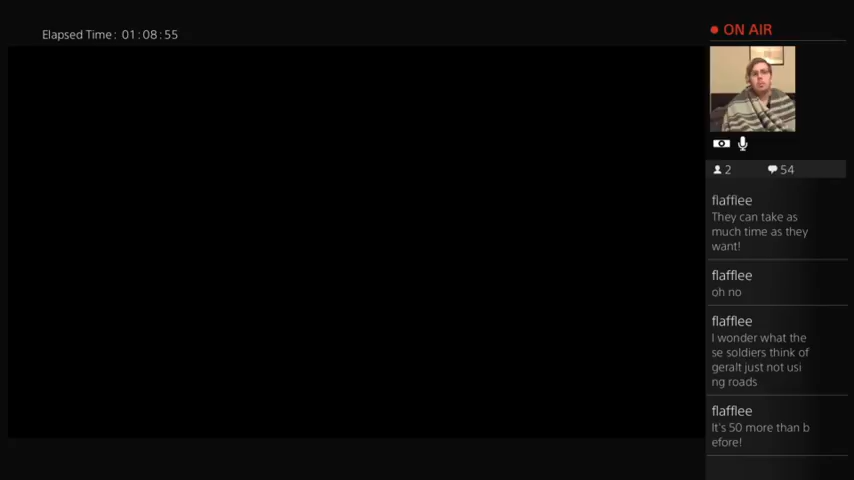 Elapsed Time: 01:08:55
ON AIR
2 54
flafflee
They can take as
much time as they
want!
flafflee
oh no
flafflee
I wonder what the
se soldiers think of
geralt just not usi
ng roads
flafflee
It's 50 more than b
efore!